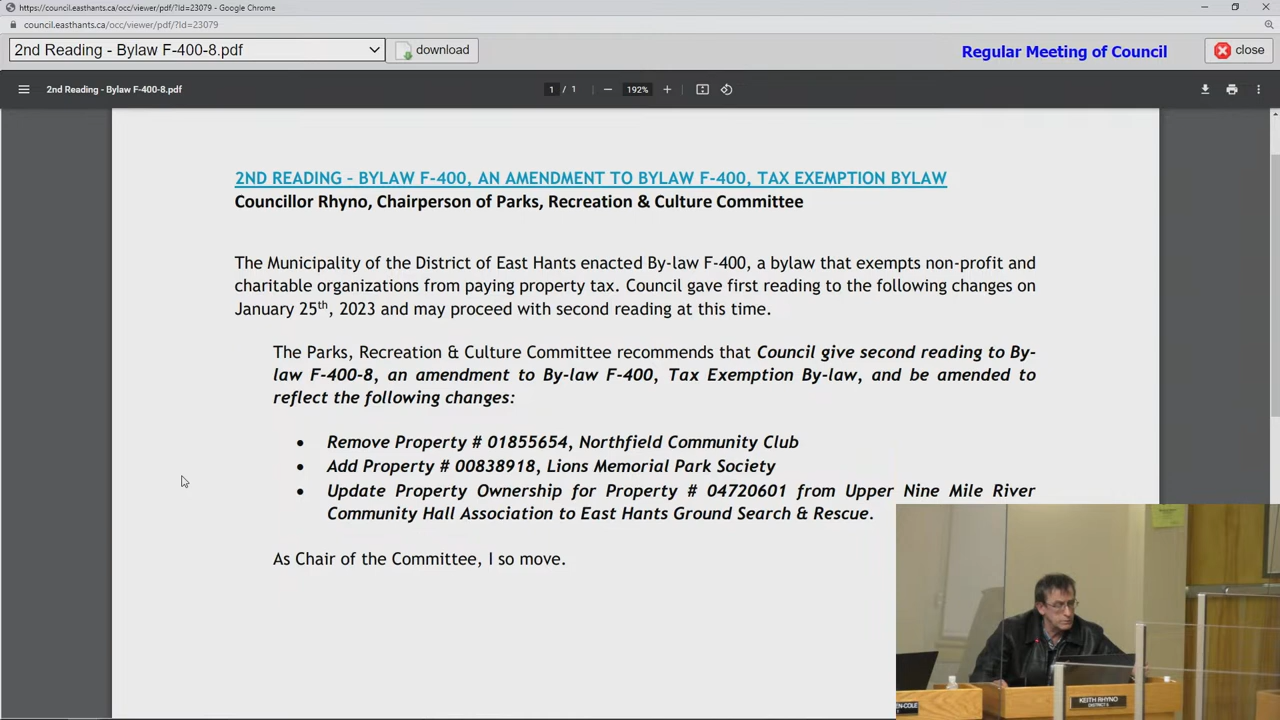 https://council.easthants.ca/occ/viewer/pdf/?Id=23079 - Google Chrome
council.easthants.ca/occ/viewer/pdf/?Id=23079
2nd Reading - Bylaw F-400-8.pdf download Regular Meeting of Council close
2nd Reading - Bylaw F-400-8.pdf 1 / 1 192%
2ND READING – BYLAW F-400, AN AMENDMENT TO BYLAW F-400, TAX EXEMPTION BYLAW
Councillor Rhyno, Chairperson of Parks, Recreation & Culture Committee
The Municipality of the District of East Hants enacted By-law F-400, a bylaw that exempts non-profit and
charitable organizations from paying property tax. Council gave first reading to the following changes on
January 25th, 2023 and may proceed with second reading at this time.
The Parks, Recreation & Culture Committee recommends that Council give second reading to By-
law F-400-8, an amendment to By-law F-400, Tax Exemption By-law, and be amended to
reflect the following changes:
• Remove Property # 01855654, Northfield Community Club
• Add Property # 00838918, Lions Memorial Park Society
• Update Property Ownership for Property # 04720601 from Upper Nine Mile River
Community Hall Association to East Hants Ground Search & Rescue.
As Chair of the Committee, I so move.
EN-COLE
KEITH RHYNO